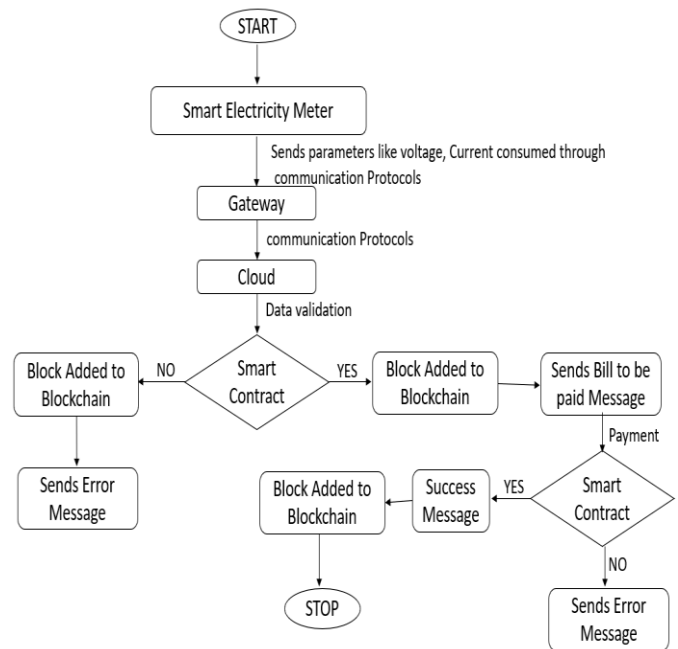 START
Smart Electricity Meter
Sends parameters like voltage, Current consumed through
communication Protocols
Gateway
communication Protocols
Cloud
Data validation
Block Added to
Blockchain
NO
Smart
Contract
YES
Block Added to
Blockchain
Sends Bill to be
paid Message
Payment
Sends Error
Message
Block Added to
Blockchain
Success
Message
YES
Smart
Contract
NO
STOP
Sends Error
Message